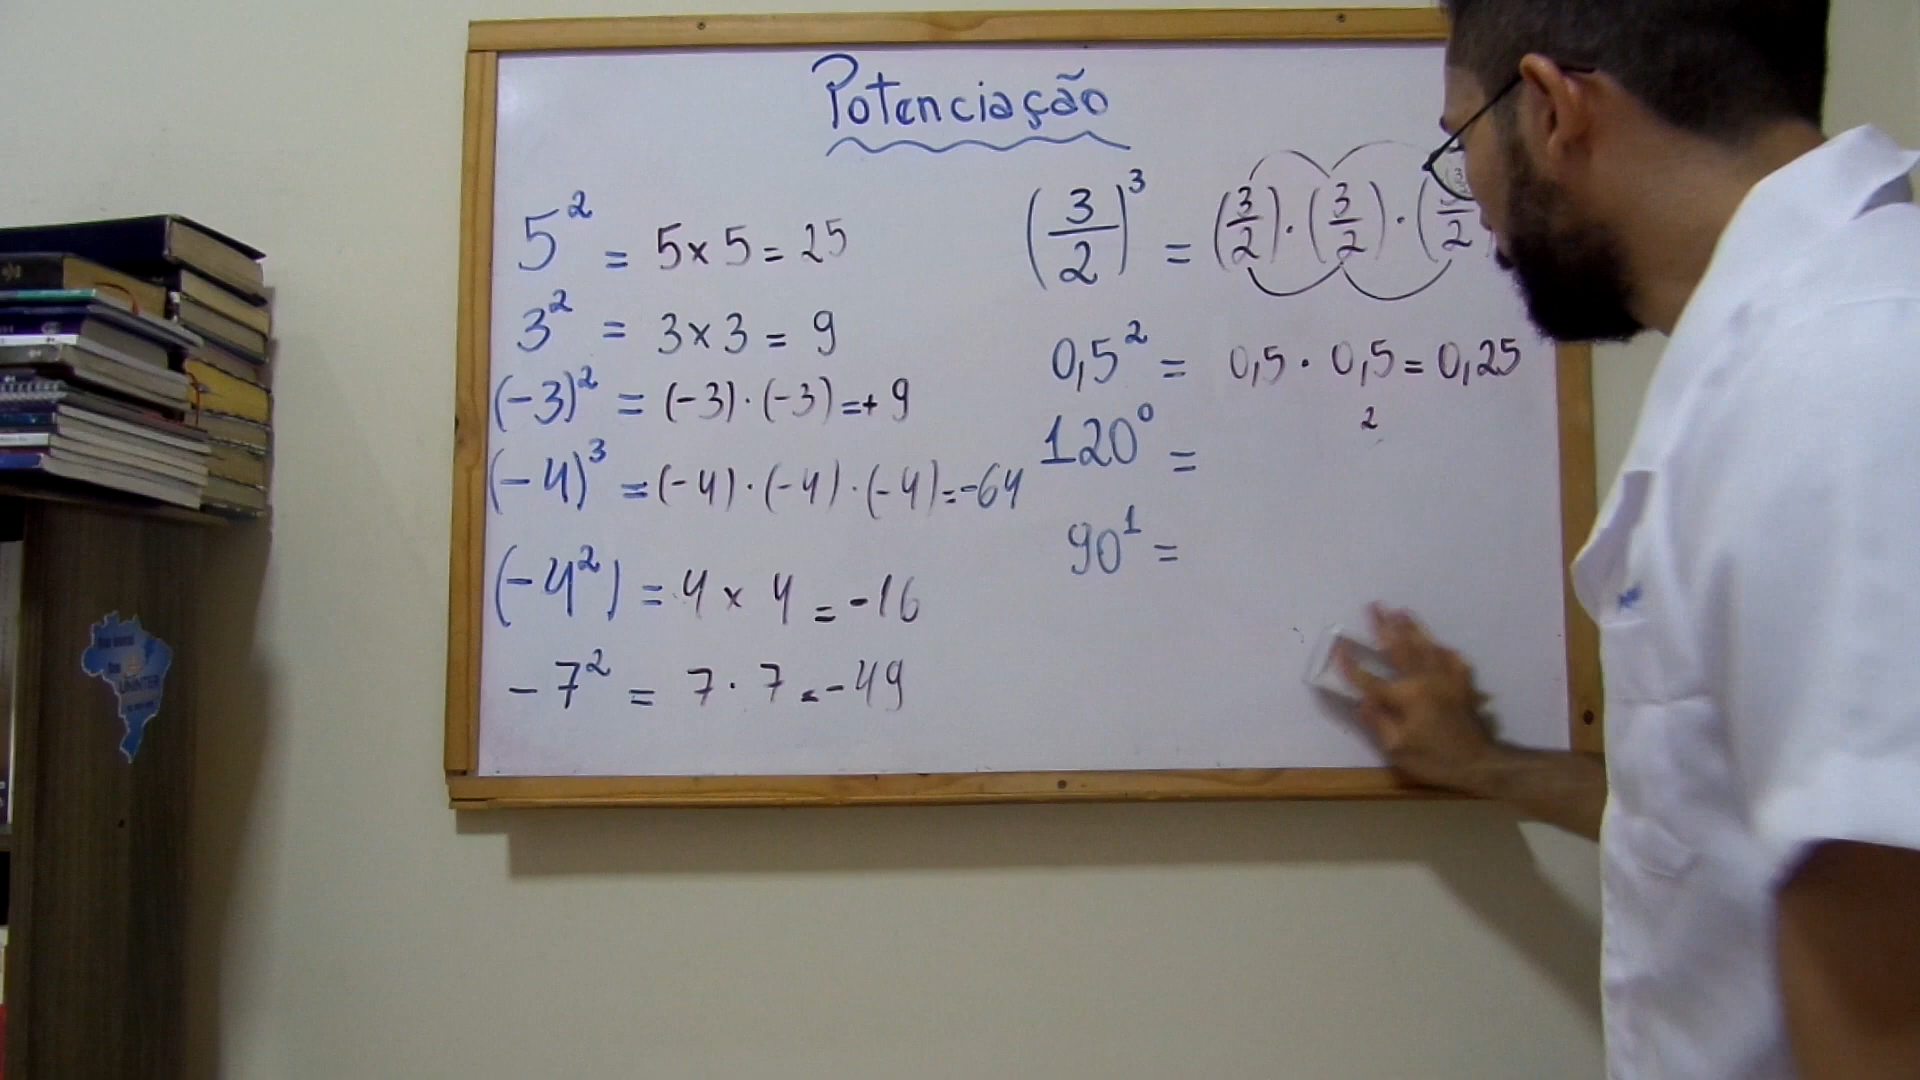 Potenciação
5² = 5 x 5 = 25
3² = 3 x 3 = 9
(-3)² = (-3) · (-3) = + 9
(-4)³ = (-4) · (-4) · (-4) = -64
(-4²) = 4 x 4 = -16
-7² = 7 · 7 = -49
(3/2)³ = (3/2) · (3/2) · (3/2)
0,5² = 0,5 · 0,5 = 0,25
2
120⁰ =
90¹ =
UNINTER